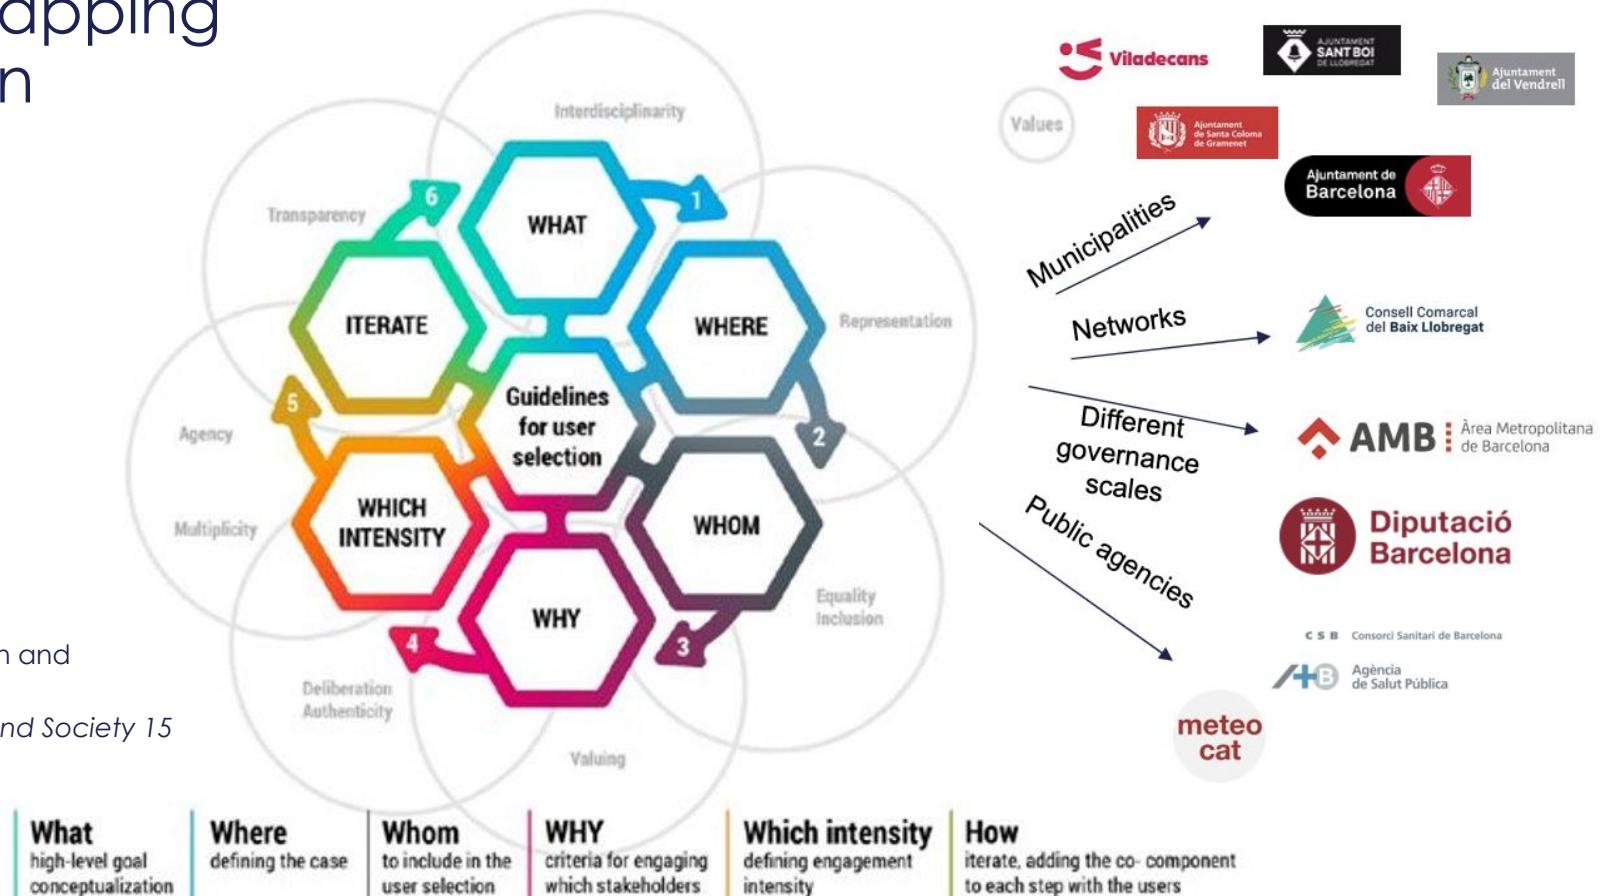 apping
n
Interdisciplinarity
Transparency
Representation
Agency
Multiplicity
Equality
Inclusion
Deliberation
Authenticity
Valuing
Values
WHAT
1
WHERE
2
WHOM
3
WHY
4
WHICH
INTENSITY
5
ITERATE
6
Guidelines
for user
selection
Municipalities
Networks
Different
governance
scales
Public agencies
Viladecans
AJUNTAMENT
SANT BOI
DE LLOBREGAT
Ajuntament
del Vendrell
Ajuntament
de Santa Coloma
de Gramenet
Ajuntament de
Barcelona
Consell Comarcal
del Baix Llobregat
AMB
Àrea Metropolitana
de Barcelona
Diputació
Barcelona
CSB Consorci Sanitari de Barcelona
Agència
de Salut Pública
meteo
cat
n and
nd Society 15
What
high-level goal
conceptualization
Where
defining the case
Whom
to include in the
user selection
WHY
criteria for engaging
which stakeholders
Which intensity
defining engagement
intensity
How
iterate, adding the co- component
to each step with the users